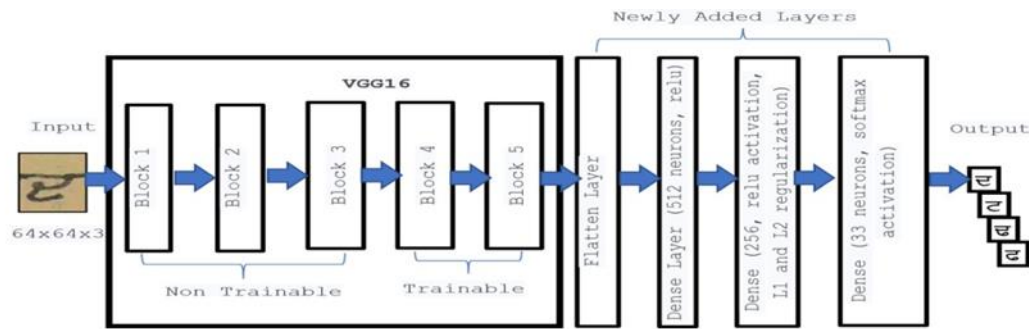 Newly Added Layers
VGG16
Input
64x64x3
Block 1
Block 2
Block 3
Block 4
Block 5
Non Trainable
Trainable
Flatten Layer
Dense Layer (512 neurons, relu)
Dense (256, relu activation,
L1 and L2 regularization)
Dense (33 neurons, softmax
activation)
Output